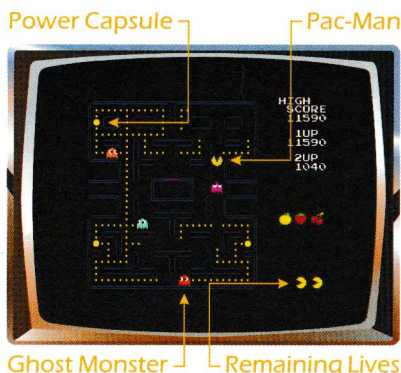 Power Capsule
Pac-Man
HIGH
SCORE
11590
1UP
11590
2UP
1040
Ghost Monster
Remaining Lives